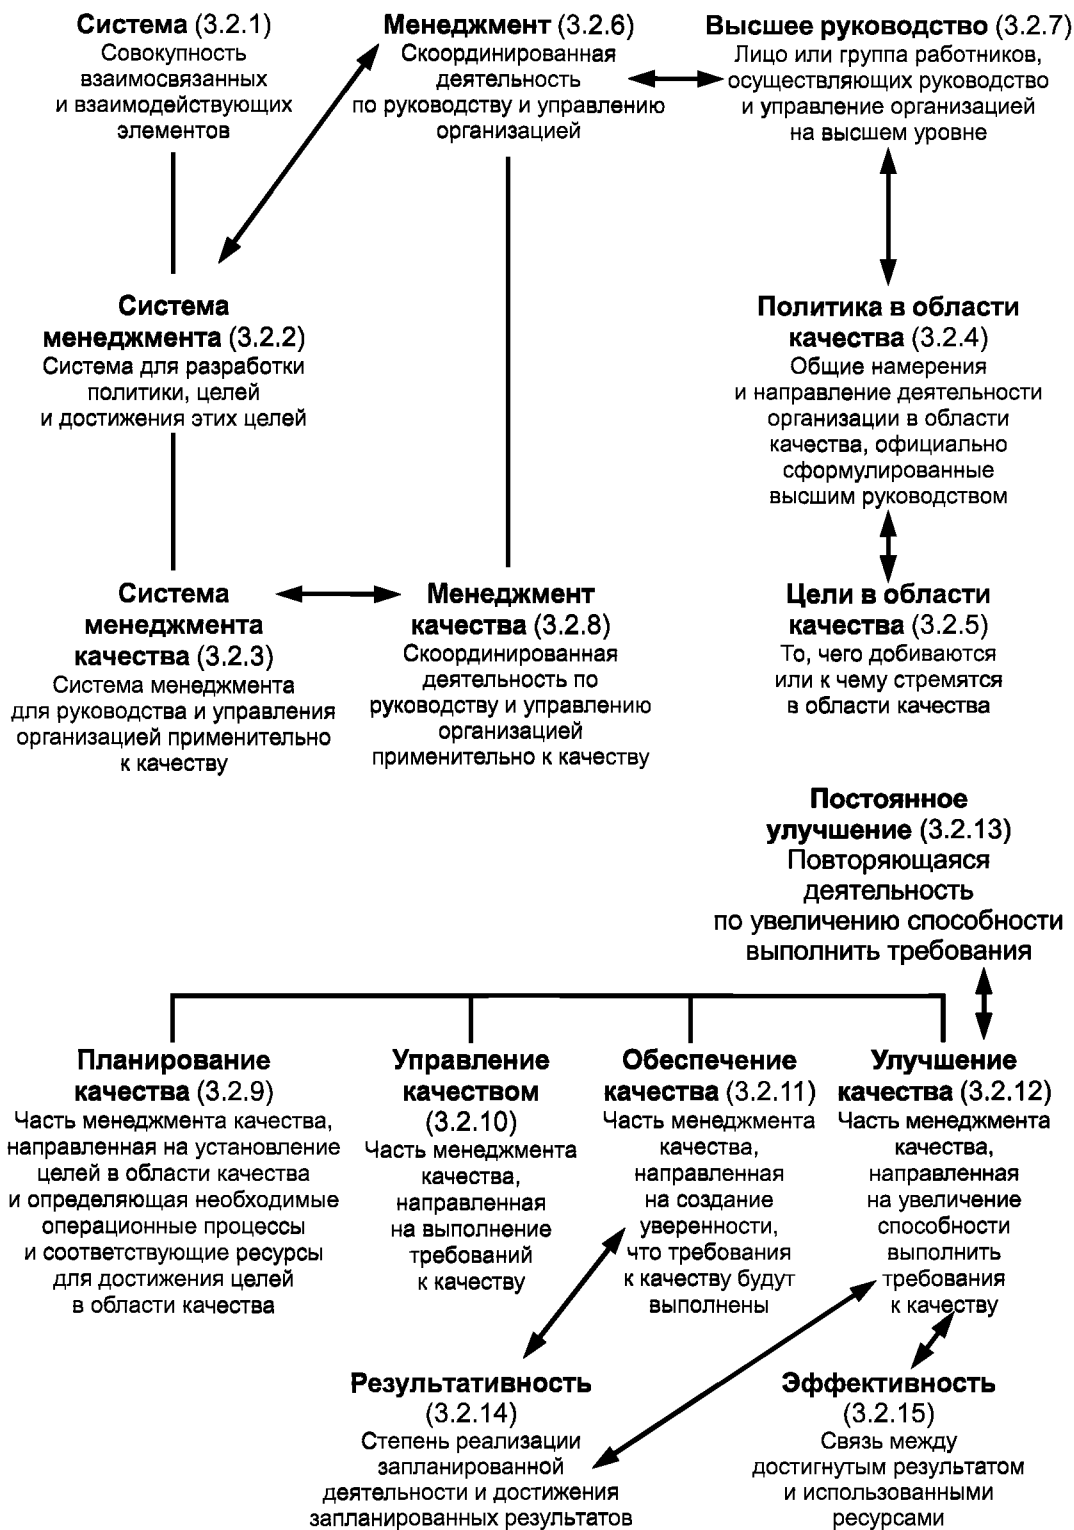 Система (3.2.1)
Совокупность
взаимосвязанных
и взаимодействующих
элементов
Менеджмент (3.2.6)
Скоординированная
деятельность
по руководству и управлению
организацией
Высшее руководство (3.2.7)
Лицо или группа работников,
осуществляющих руководство
и управление организацией
на высшем уровне
Система
менеджмента (3.2.2)
Система для разработки
политики, целей
и достижения этих целей
Политика в области
качества (3.2.4)
Общие намерения
и направление деятельности
организации в области
качества, официально
сформулированные
высшим руководством
Система
менеджмента
качества (3.2.3)
Система менеджмента
для руководства и управления
организацией применительно
к качеству
Менеджмент
качества (3.2.8)
Скоординированная
деятельность по
руководству и управлению
организацией
применительно к качеству
Цели в области
качества (3.2.5)
То, чего добиваются
или к чему стремятся
в области качества
Постоянное
улучшение (3.2.13)
Повторяющаяся
деятельность
по увеличению способности
выполнить требования
Планирование
качества (3.2.9)
Часть менеджмента качества,
направленная на установление
целей в области качества
и определяющая необходимые
операционные процессы
и соответствующие ресурсы
для достижения целей
в области качества
Управление
качеством
(3.2.10)
Часть менеджмента
качества,
направленная
на выполнение
требований
к качеству
Обеспечение
качества (3.2.11)
Часть менеджмента
качества,
направленная
на создание
уверенности,
что требования
к качеству будут
выполнены
Улучшение
качества (3.2.12)
Часть менеджмента
качества,
направленная
на увеличение
способности
выполнить
требования
к качеству
Результативность
(3.2.14)
Степень реализации
запланированной
деятельности и достижения
запланированных результатов
Эффективность
(3.2.15)
Связь между
достигнутым результатом
и использованными
ресурсами